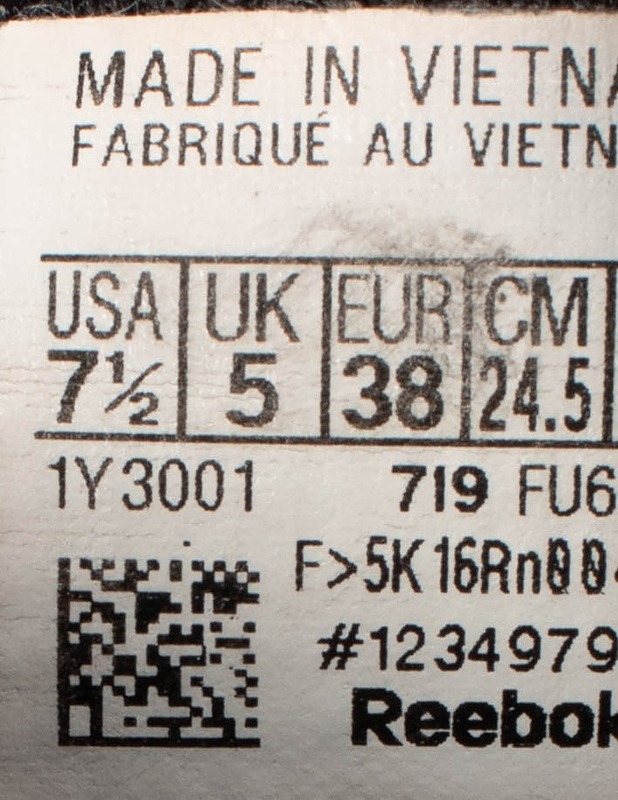 MADE IN VIETNA
FABRIQUÉ AU VIETN
USA UK EUR CM
7½ 5 38 24.5
1Y3001 719 FU6
F>5K16Rn00
#1234979
Reebok